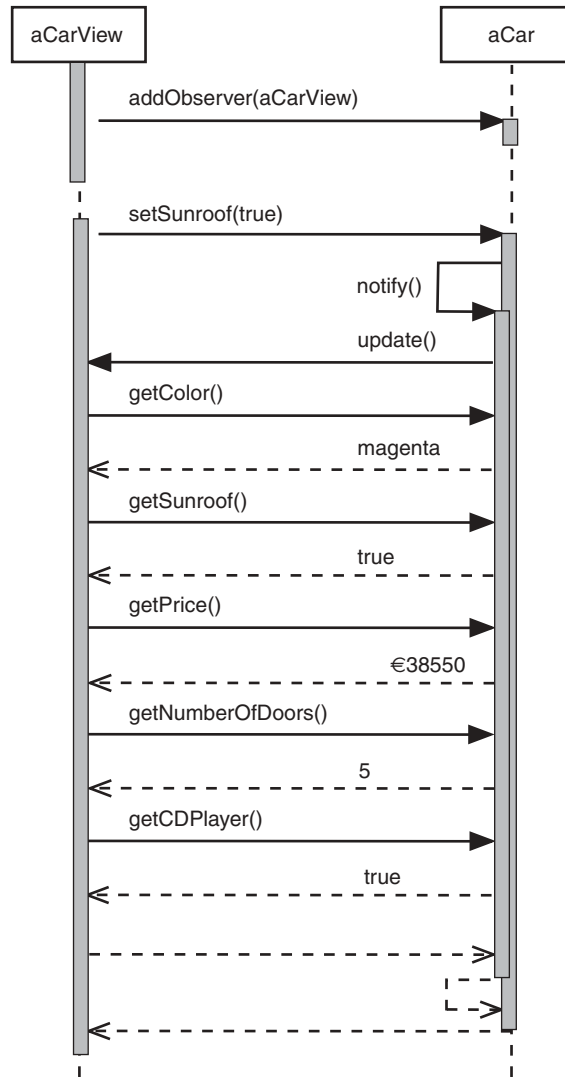 aCarView
aCar
addObserver(aCarView)
setSunroof(true)
notify()
update()
getColor()
magenta
getSunroof()
true
getPrice()
€38550
getNumberOfDoors()
5
getCDPlayer()
true